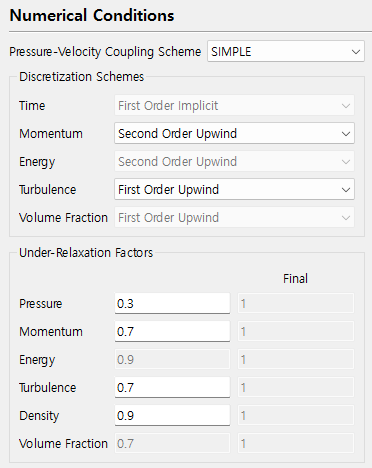 Numerical Conditions
Pressure-Velocity Coupling Scheme SIMPLE
Discretization Schemes
Time First Order Implicit
Momentum Second Order Upwind
Energy Second Order Upwind
Turbulence First Order Upwind
Volume Fraction First Order Upwind
Under-Relaxation Factors
Final
Pressure 0.3 1
Momentum 0.7 1
Energy 0.9 1
Turbulence 0.7 1
Density 0.9 1
Volume Fraction 0.7 1